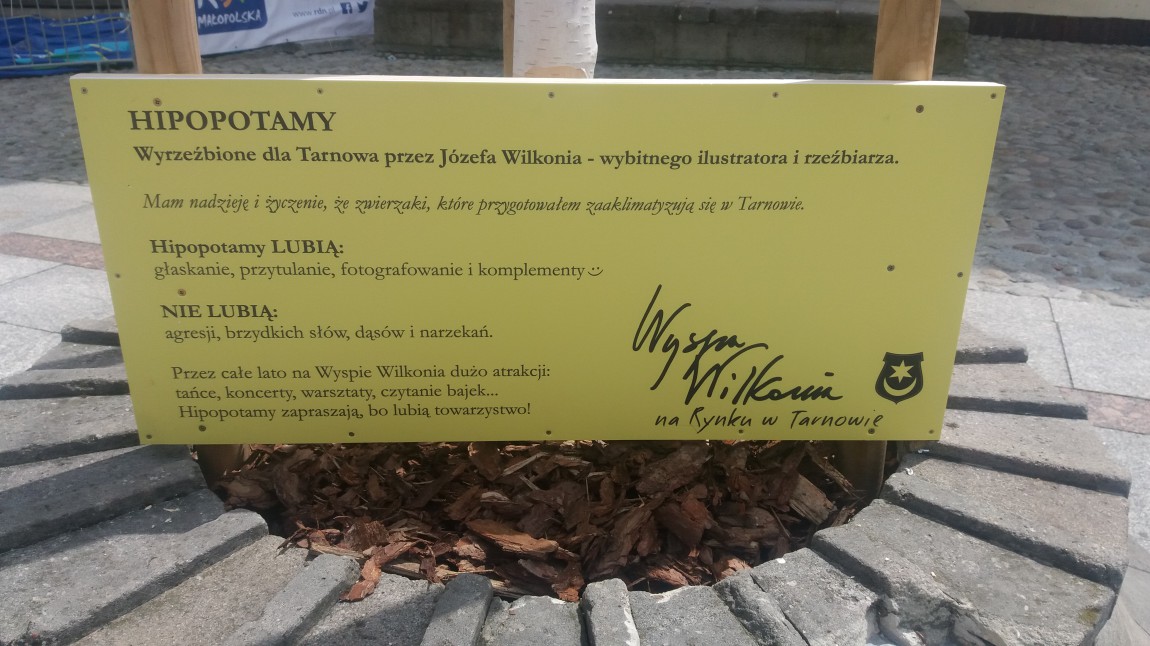 MAŁOPOLSKA
HIPOPOTAMY
Wyrzeźbione dla Tarnowa przez Józefa Wilkonia - wybitnego ilustratora i rzeźbiarza.
Mam nadzieję i życzenie, że zwierzaki, które przygotowałem zaaklimatyzują się w Tarnowie.
Hipopotamy LUBIĄ:
głaskanie, przytulanie, fotografowanie i komplementy
NIE LUBIĄ:
agresji, brzydkich słów, dąsów i narzekań.
Przez całe lato na Wyspie Wilkonia dużo atrakcji:
tańce, koncerty, warsztaty, czytanie bajek...
Hipopotamy zapraszają, bo lubią towarzystwo!
Wyspa
Wilkonia
na Rynku w Tarnowie